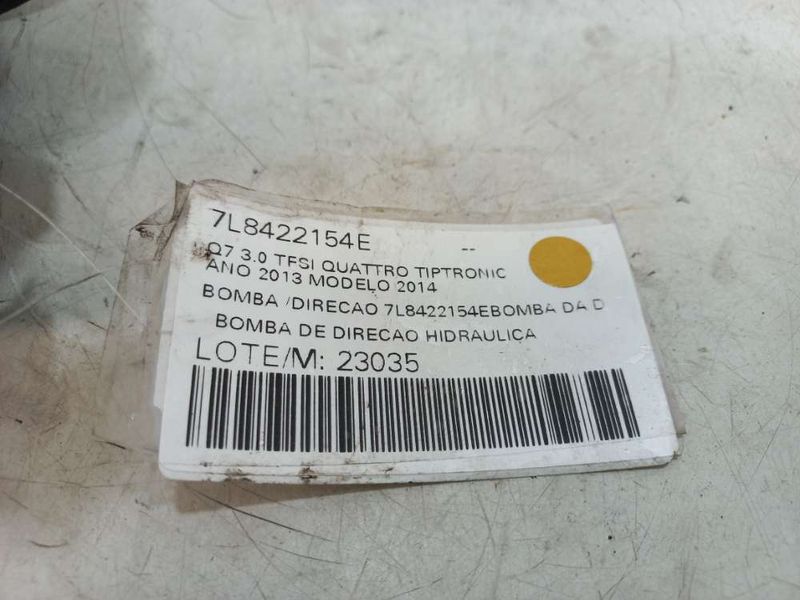 7L8422154E --
Q7 3.0 TFSI QUATTRO TIPTRONIC
ANO 2013 MODELO 2014
BOMBA /DIRECAO 7L8422154EBOMBA DA D
BOMBA DE DIRECAO HIDRAULICA
LOTE/M: 23035